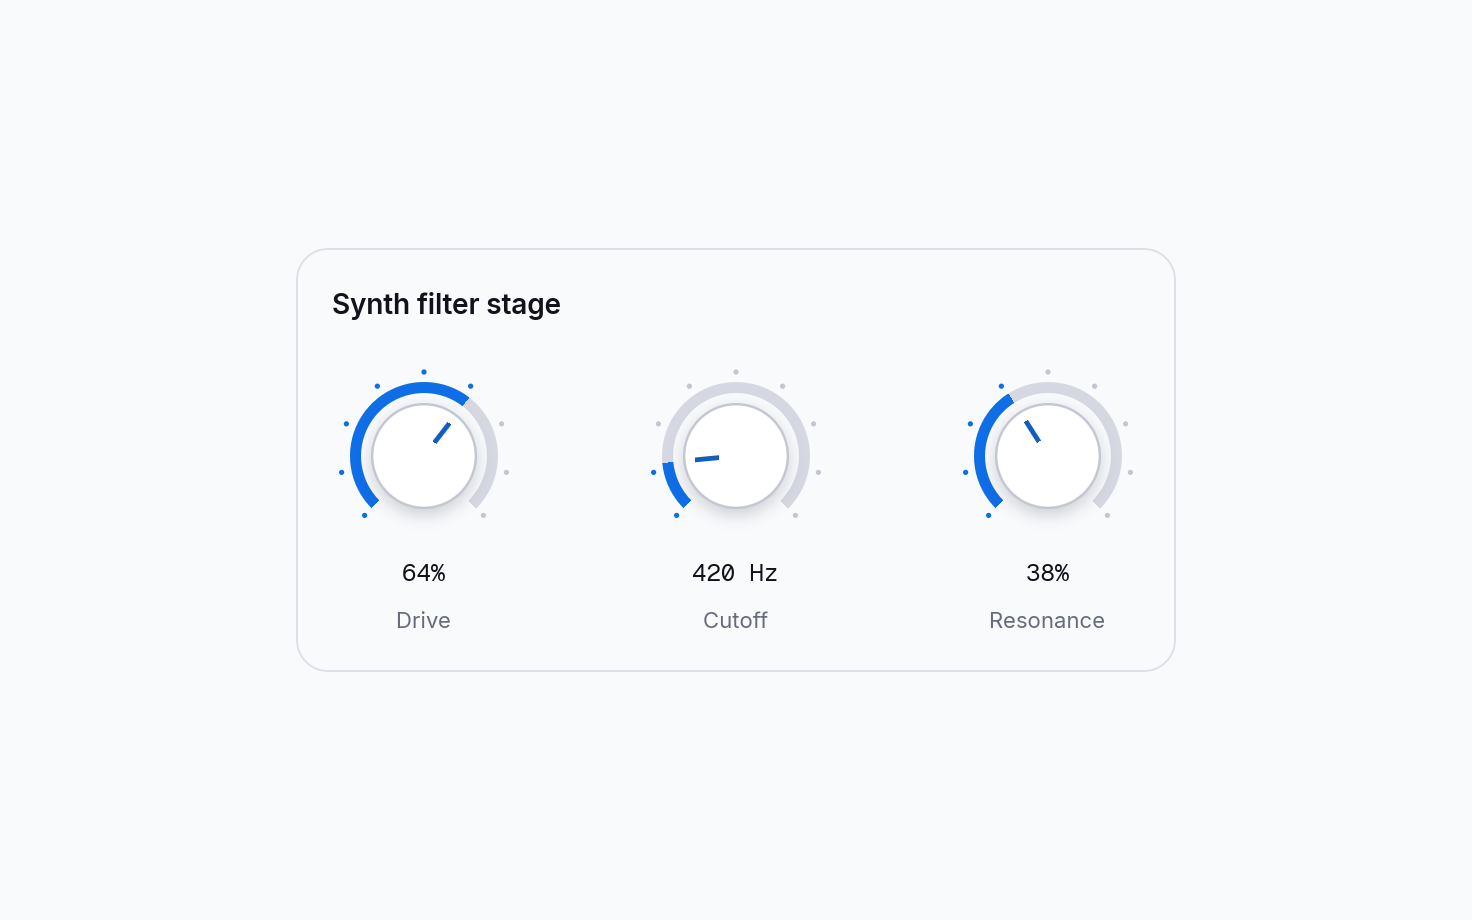 Synth filter stage
64%
420 Hz
38%
Drive
Cutoff
Resonance